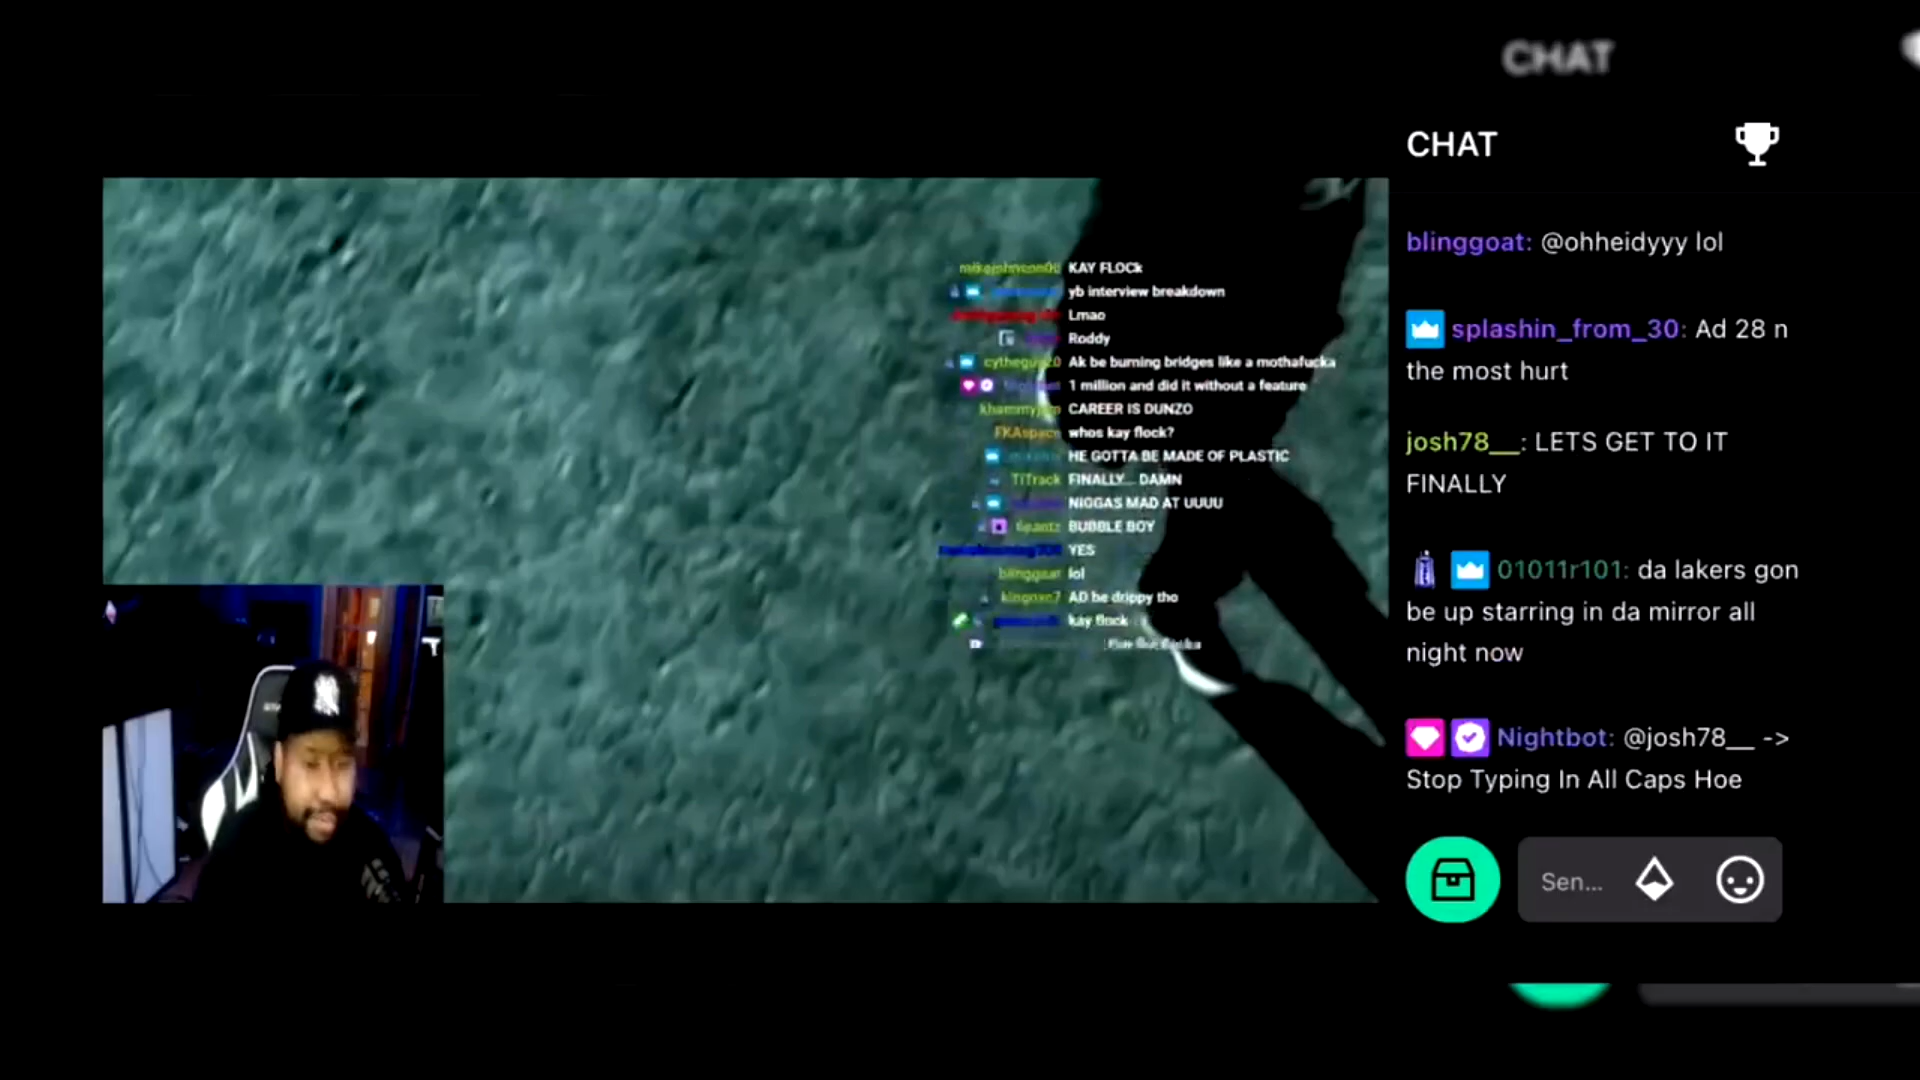 CHAT
CHAT
KAY FLOCk
yb interview breakdown
Lmao
Roddy
Ak be burning bridges like a mothafucka
1 million and did it without a feature
CAREER IS DUNZO
FKAspace whos kay flock?
HE GOTTA BE MADE OF PLASTIC
TITrack FINALLY... DAMN
NIGGAS MAD AT UUUU
BUBBLE BOY
YES
blinggoat lol
AD be drippy tho
kay flock
blinggoat: @ohheidyyy lol
splashin_from_30: Ad 28 n
the most hurt
josh78__: LETS GET TO IT
FINALLY
01011r101: da lakers gon
be up starring in da mirror all
night now
Nightbot: @josh78__ ->
Stop Typing In All Caps Hoe
Sen...